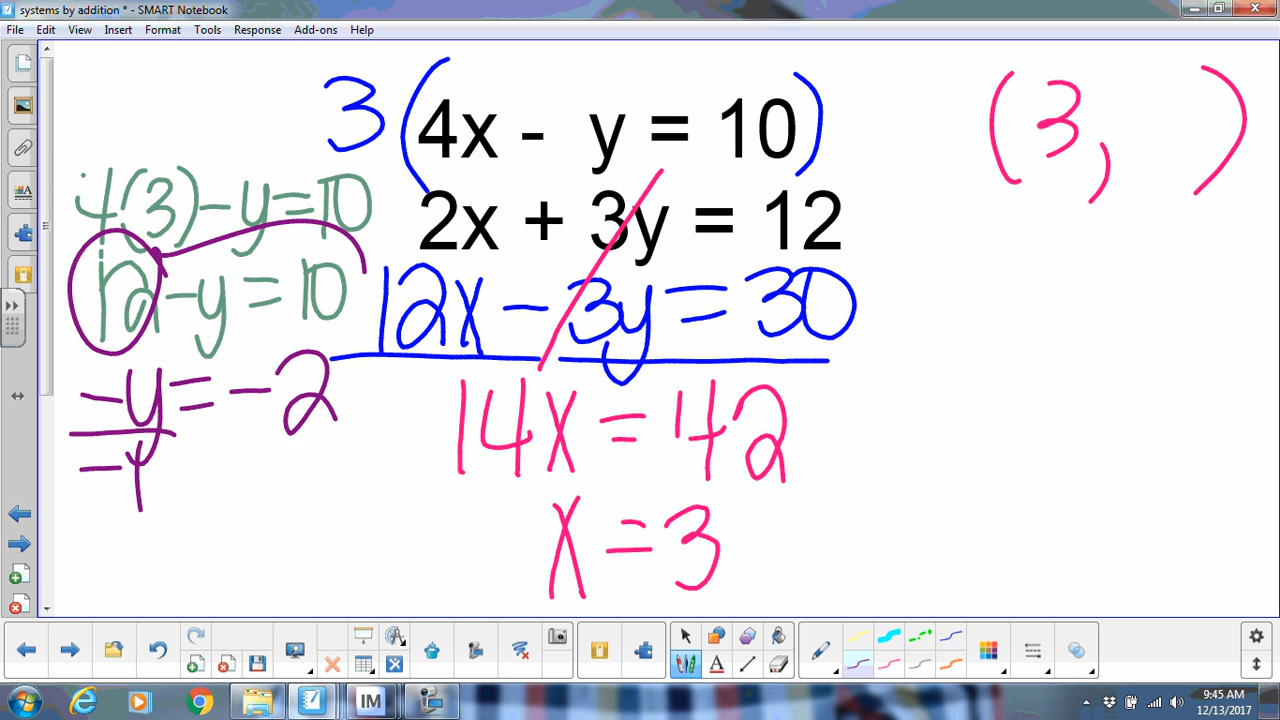 systems by addition * - SMART Notebook
File Edit View Insert Format Tools Response Add-ons Help
3 ( 4x - y = 10 )
2x + 3y = 12
12x - 3y = 30
14x = 42
x = 3
(3, )
4(3) - y = 10
12 - y = 10
-y = -2
-1
IM
9:45 AM
12/13/2017